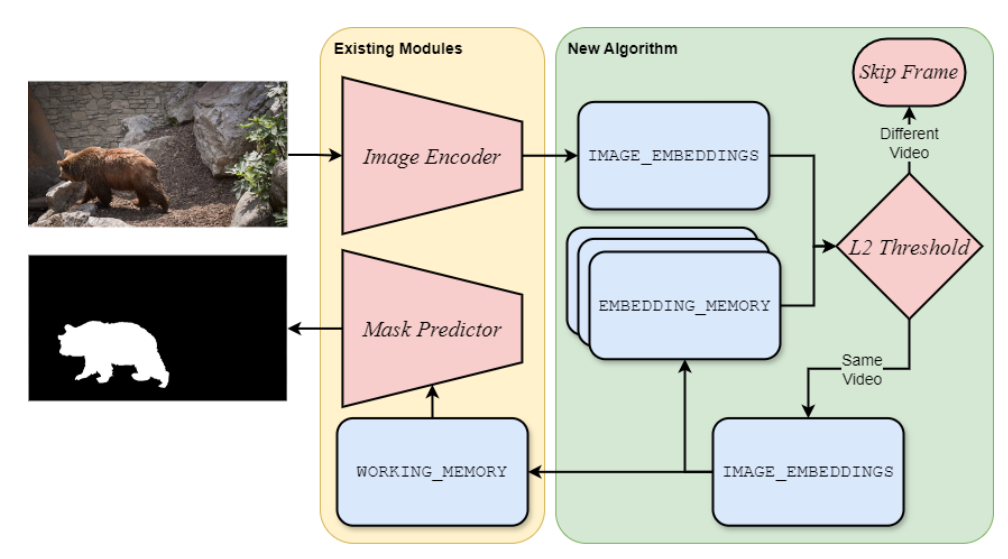 Existing Modules
New Algorithm
Skip Frame
Image Encoder
IMAGE_EMBEDDINGS
Different
Video
L2 Threshold
EMBEDDING_MEMORY
Mask Predictor
Same
Video
WORKING_MEMORY
IMAGE_EMBEDDINGS